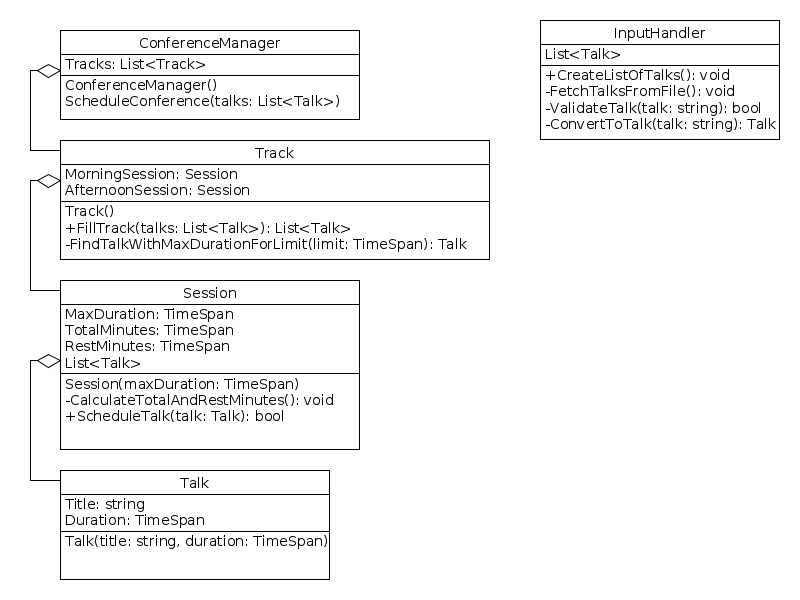 ConferenceManager
Tracks: List<Track>
ConferenceManager()
ScheduleConference(talks: List<Talk>)
Track
MorningSession: Session
AfternoonSession: Session
Track()
+FillTrack(talks: List<Talk>): List<Talk>
-FindTalkWithMaxDurationForLimit(limit: TimeSpan): Talk
Session
MaxDuration: TimeSpan
TotalMinutes: TimeSpan
RestMinutes: TimeSpan
List<Talk>
Session(maxDuration: TimeSpan)
-CalculateTotalAndRestMinutes(): void
+ScheduleTalk(talk: Talk): bool
Talk
Title: string
Duration: TimeSpan
Talk(title: string, duration: TimeSpan)
InputHandler
List<Talk>
+CreateListOfTalks(): void
-FetchTalksFromFile(): void
-ValidateTalk(talk: string): bool
-ConvertToTalk(talk: string): Talk